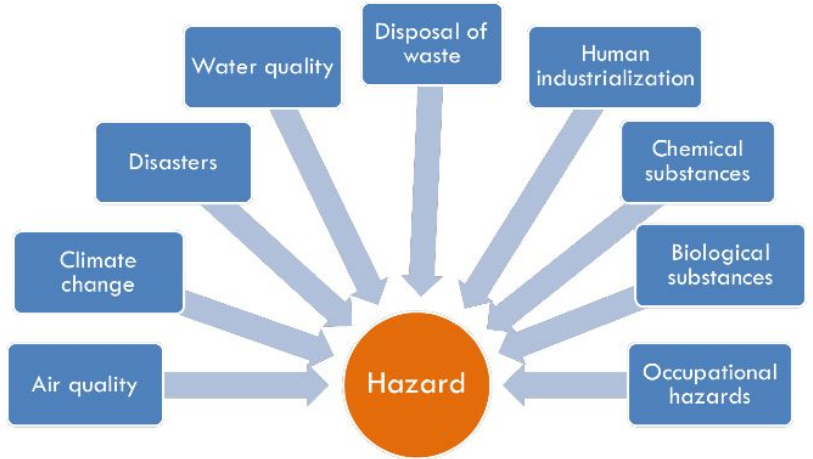 Disposal of
waste
Water quality
Human
industrialization
Disasters
Chemical
substances
Climate
change
Biological
substances
Air quality
Hazard
Occupational
hazards